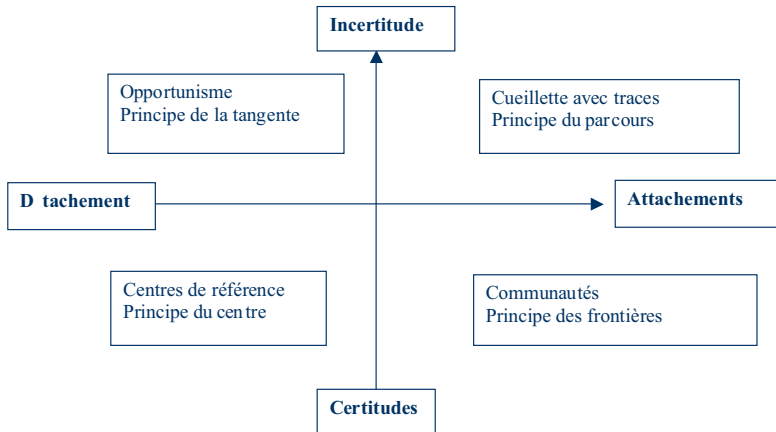 Incertitude
Opportunisme
Principe de la tangente
Cueillette avec traces
Principe du parcours
D tachement
Attachements
Centres de référence
Principe du centre
Communautés
Principe des frontières
Certitudes